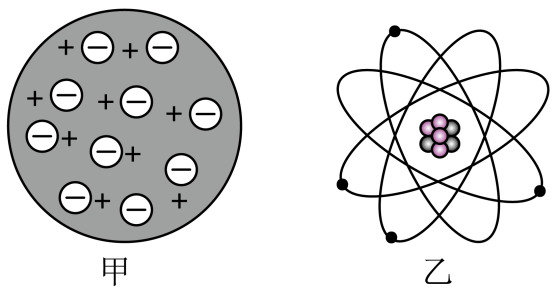 + − + −
+ − + − + −
− + − +
− + − − +
甲 乙